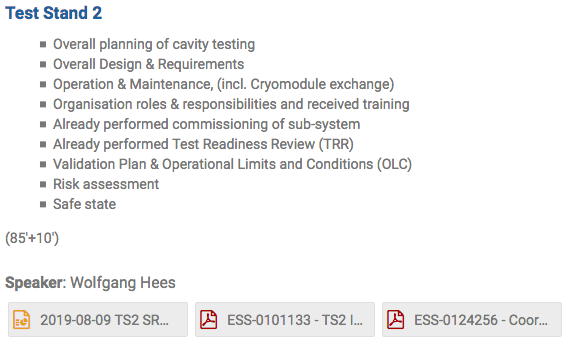 Test Stand 2
Overall planning of cavity testing
Overall Design & Requirements
Operation & Maintenance, (incl. Cryomodule exchange)
Organisation roles & responsibilities and received training
Already performed commissioning of sub-system
Already performed Test Readiness Review (TRR)
Validation Plan & Operational Limits and Conditions (OLC)
Risk assessment
Safe state
(85'+10')
Speaker: Wolfgang Hees
2019-08-09 TS2 SR... ESS-0101133 - TS2 I... ESS-0124256 - Coor...